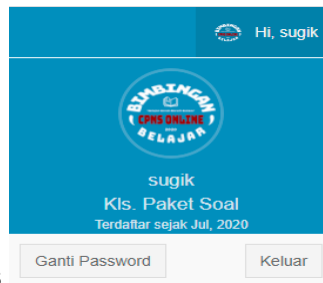 Hi, sugik
BIMBINGAN
CPNS ONLINE
BELAJAR
sugik
Kls. Paket Soal
Terdaftar sejak Jul, 2020
Ganti Password
Keluar